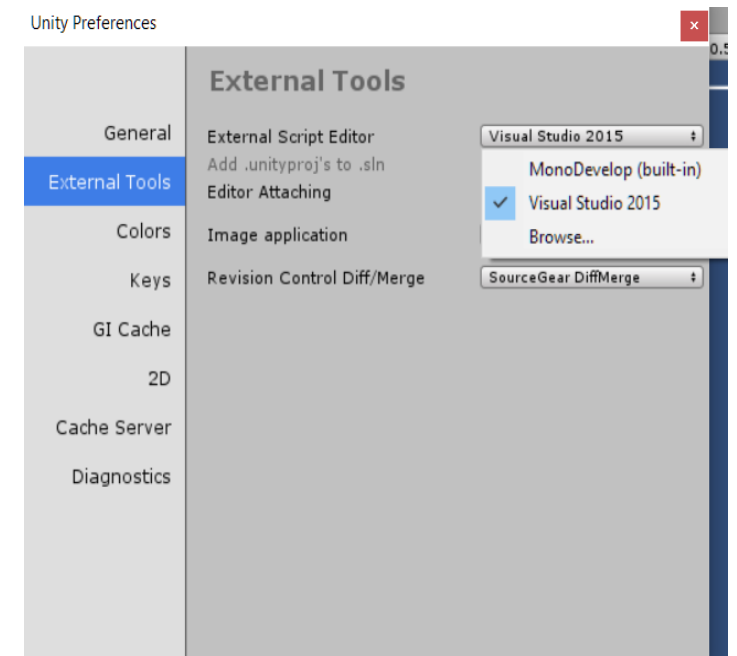 Unity Preferences
×
0.5
External Tools
General
External Tools
Colors
Keys
GI Cache
2D
Cache Server
Diagnostics
External Script Editor
Visual Studio 2015
Add .unityproj's to .sln
Editor Attaching
Image application
Revision Control Diff/Merge
SourceGear DiffMerge
MonoDevelop (built-in)
Visual Studio 2015
Browse...